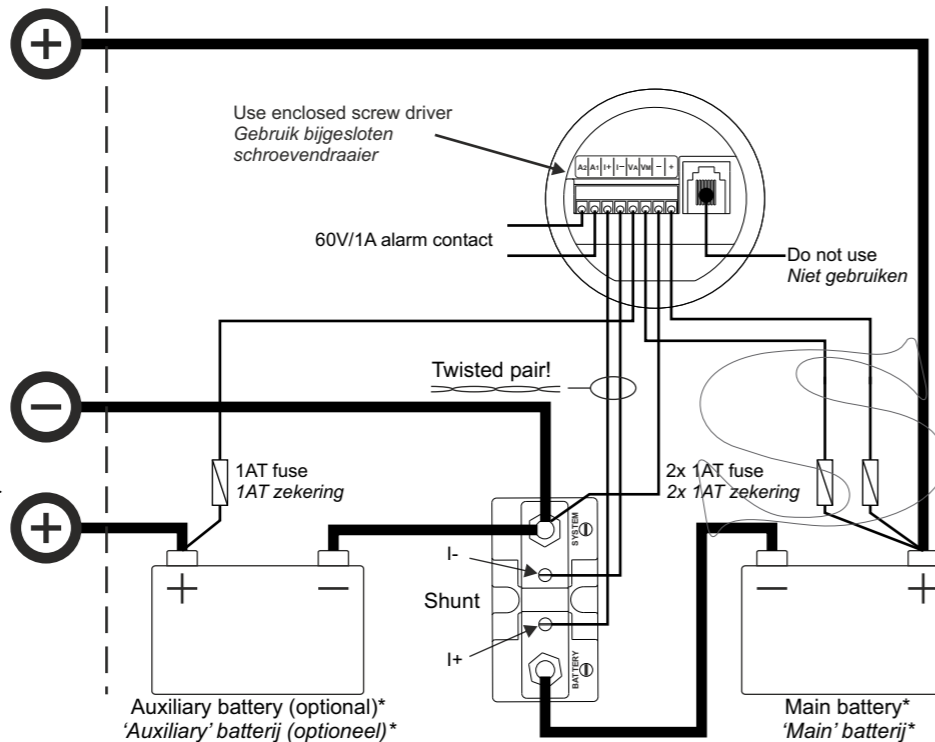 +
Use enclosed screw driver
Gebruik bijgesloten
schroevendraaier
A2 A1 I+ I− VA VM − +
60V/1A alarm contact
Do not use
Niet gebruiken
Twisted pair!
−
1AT fuse
1AT zekering
2x 1AT fuse
2x 1AT zekering
+
SYSTEM
I-
Shunt
I+
BATTERY
+ −
− +
Auxiliary battery (optional)*
'Auxiliary' batterij (optioneel)*
Main battery*
'Main' batterij*